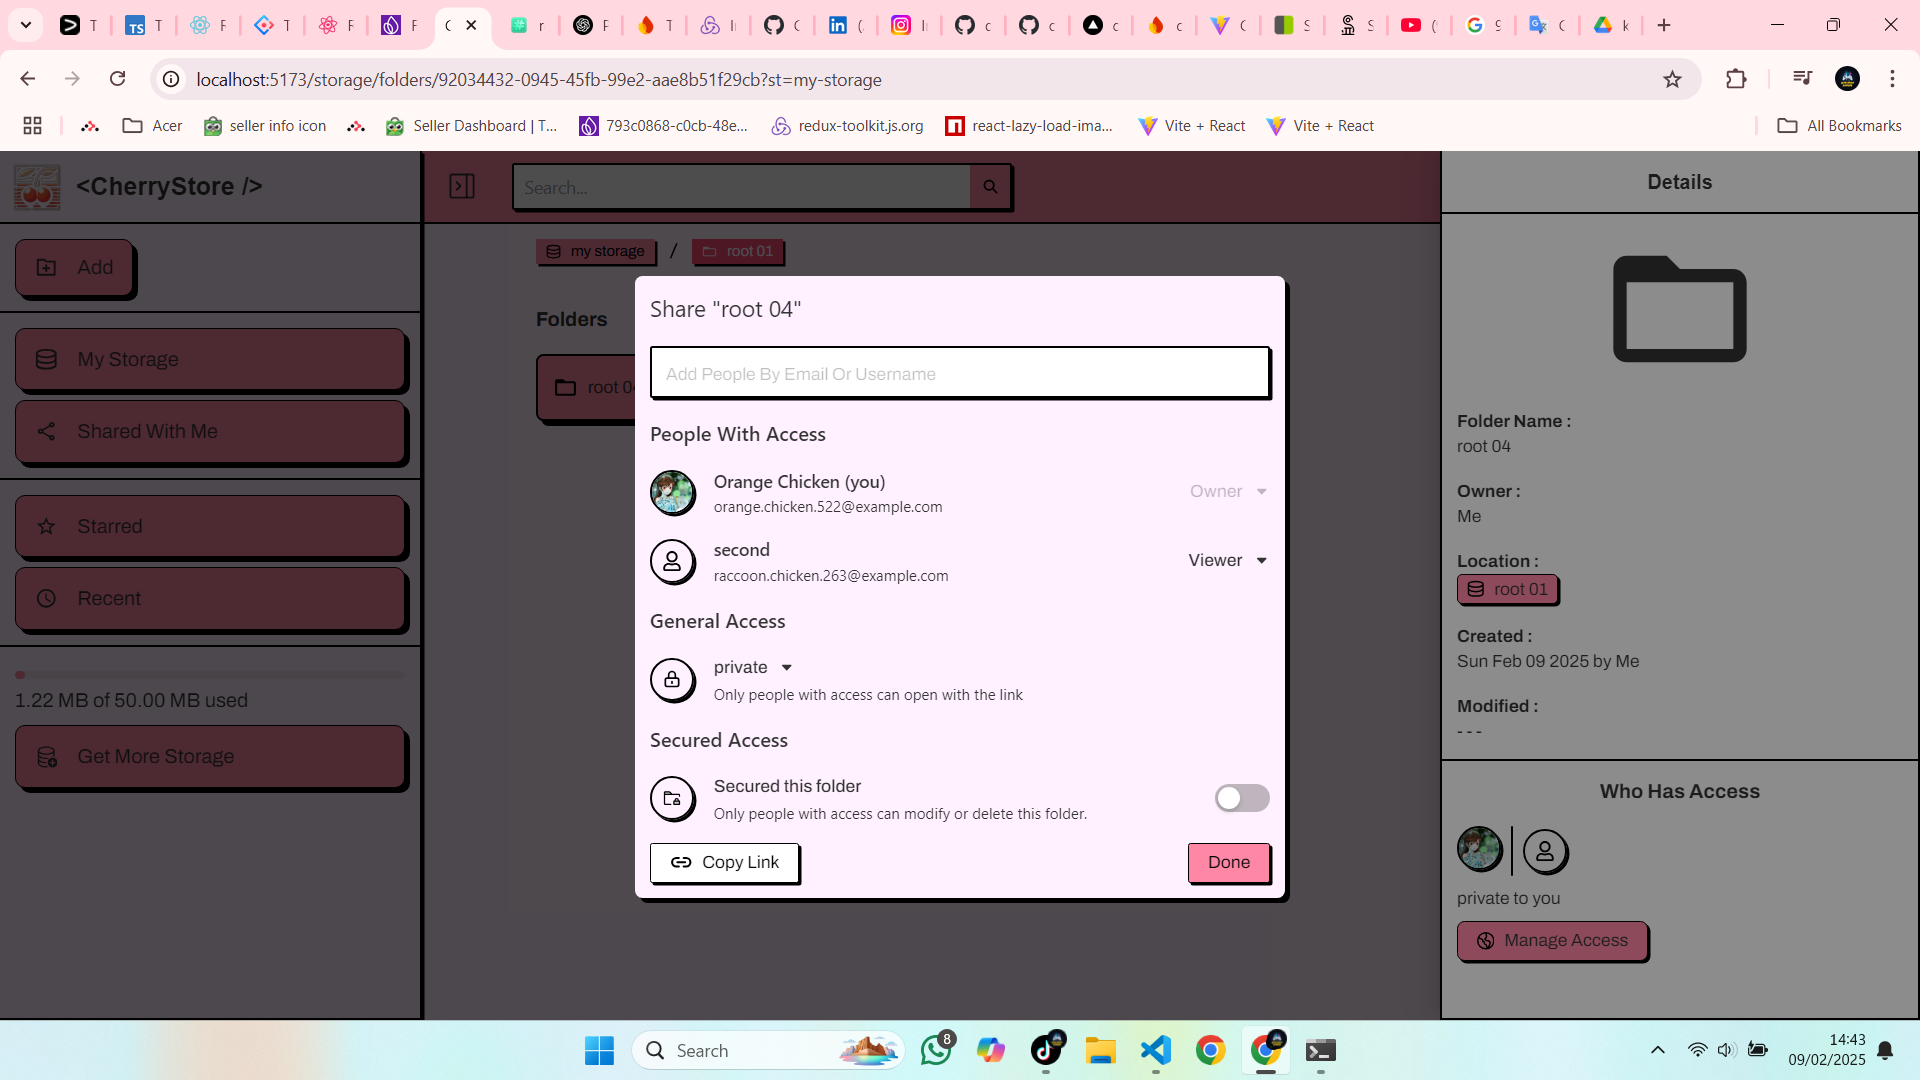 localhost:5173/storage/folders/92034432-0945-45fb-99e2-aae8b51f29cb?st=my-storage
Acer
seller info icon
Seller Dashboard | T...
793c0868-c0cb-48e...
redux-toolkit.js.org
react-lazy-load-ima...
Vite + React
Vite + React
All Bookmarks
<CherryStore />
Search...
Add
My Storage
Shared With Me
Starred
Recent
1.22 MB of 50.00 MB used
Get More Storage
my storage / root 01
Folders
root 04
Share "root 04"
Add People By Email Or Username
People With Access
Orange Chicken (you)
orange.chicken.522@example.com
Owner
second
raccoon.chicken.263@example.com
Viewer
General Access
private
Only people with access can open with the link
Secured Access
Secured this folder
Only people with access can modify or delete this folder.
Copy Link
Done
Details
Folder Name :
root 04
Owner :
Me
Location :
root 01
Created :
Sun Feb 09 2025 by Me
Modified :
---
Who Has Access
private to you
Manage Access
Search
8
14:43
09/02/2025